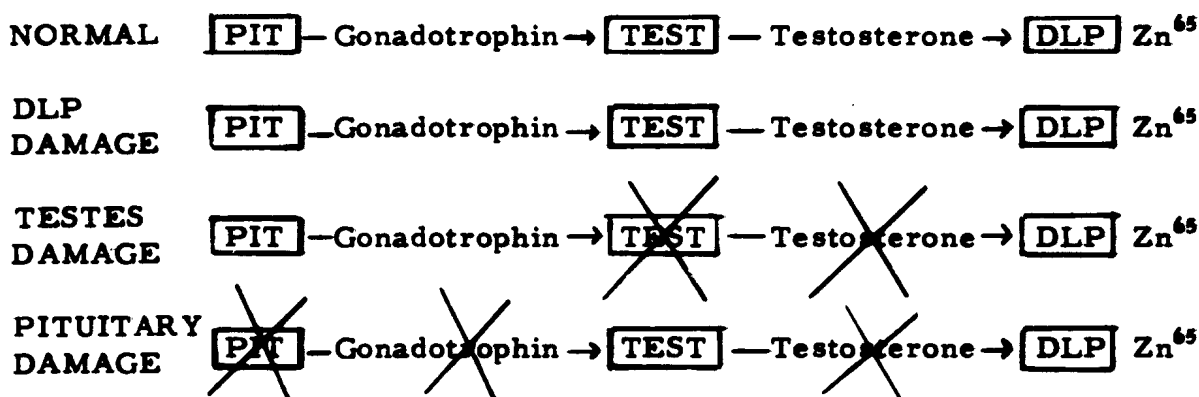 NORMAL PIT — Gonadotrophin → TEST — Testosterone → DLP Zn⁶⁵
DLP
DAMAGE PIT — Gonadotrophin → TEST — Testosterone → DLP Zn⁶⁵
TESTES
DAMAGE PIT — Gonadotrophin → TEST — Testosterone → DLP Zn⁶⁵
PITUITARY
DAMAGE PIT — Gonadotrophin → TEST — Testosterone → DLP Zn⁶⁵